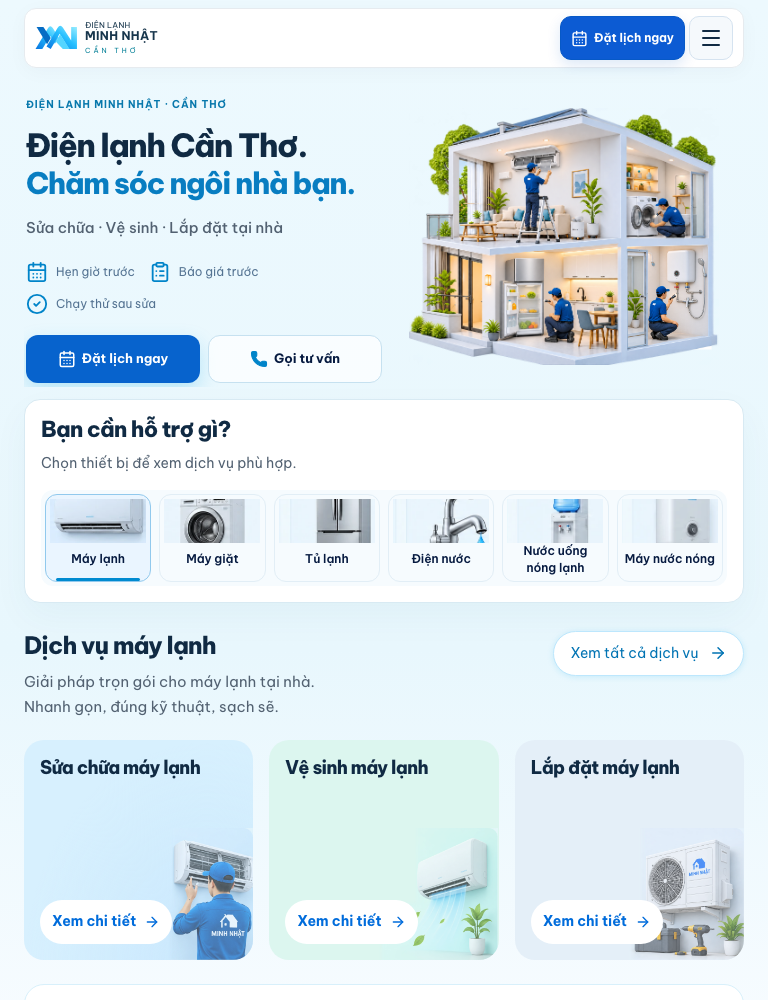 ĐIỆN LẠNH
MINH NHẬT
CẦN THƠ
Đặt lịch ngay
ĐIỆN LẠNH MINH NHẬT · CẦN THƠ
Điện lạnh Cần Thơ.
Chăm sóc ngôi nhà bạn.
Sửa chữa · Vệ sinh · Lắp đặt tại nhà
Hẹn giờ trước
Báo giá trước
Chạy thử sau sửa
Đặt lịch ngay
Gọi tư vấn
Bạn cần hỗ trợ gì?
Chọn thiết bị để xem dịch vụ phù hợp.
Máy lạnh
Máy giặt
Tủ lạnh
Điện nước
Nước uống
nóng lạnh
Máy nước nóng
Dịch vụ máy lạnh
Xem tất cả dịch vụ
Giải pháp trọn gói cho máy lạnh tại nhà.
Nhanh gọn, đúng kỹ thuật, sạch sẽ.
Sửa chữa máy lạnh
Vệ sinh máy lạnh
Lắp đặt máy lạnh
MINH NHẬT
MINH NHẬT
Xem chi tiết
Xem chi tiết
Xem chi tiết